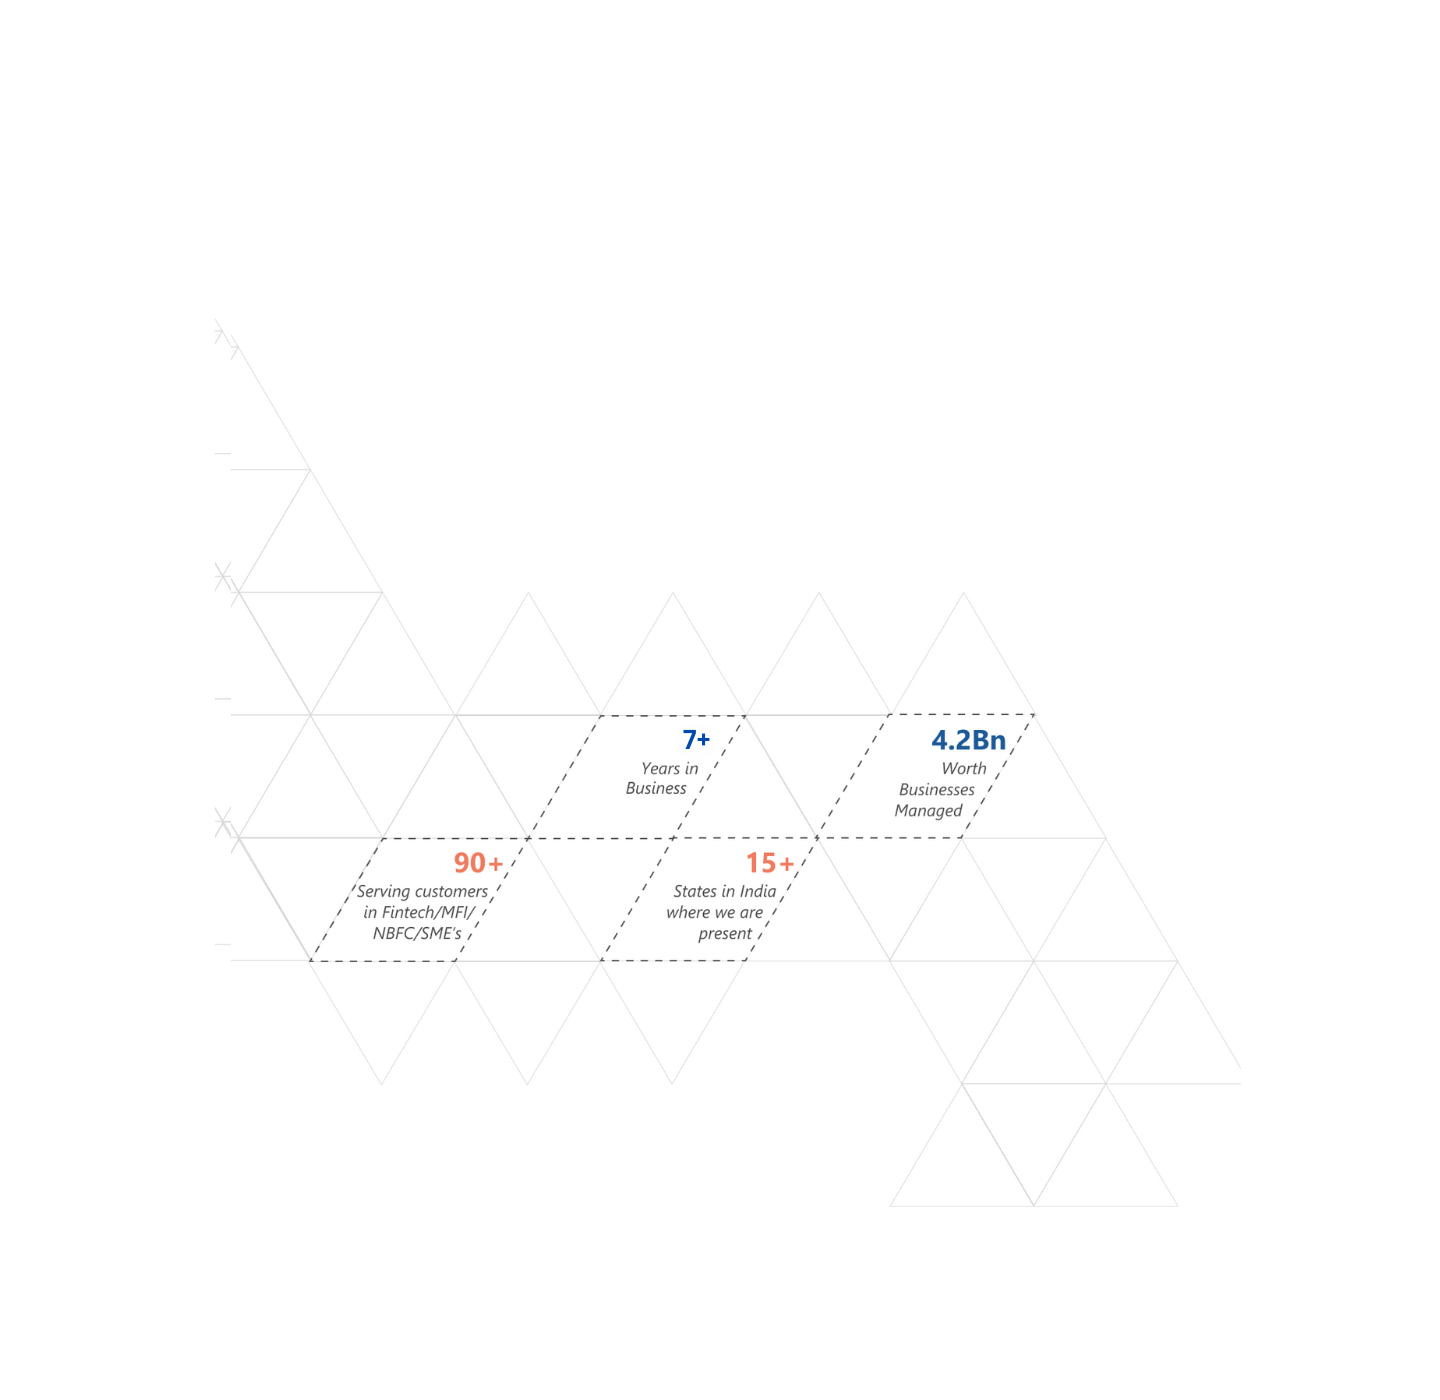 7+
Years in
Business
4.2Bn
Worth
Businesses
Managed
90+
Serving customers
in Fintech/MFI/
NBFC/SME's
15+
States in India
where we are
present